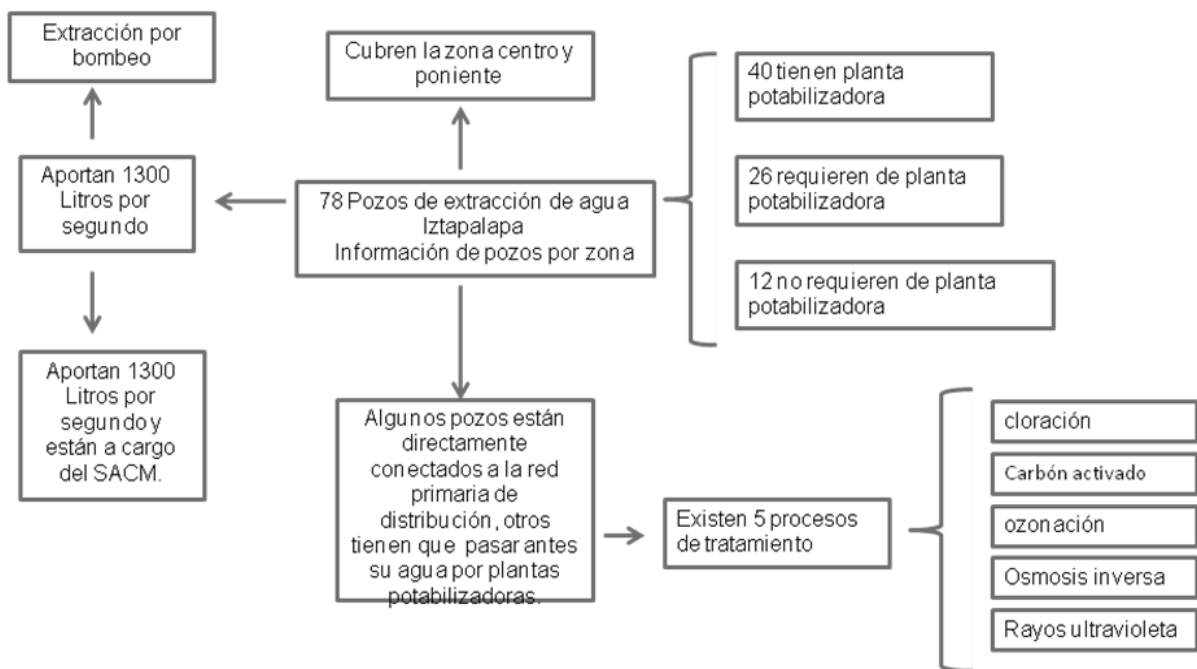 Extracción por
bombeo
Cubren la zona centro y
poniente
40 tienen planta
potabilizadora
Aportan 1300
Litros por
segundo
78 Pozos de extracción de agua
Iztapalapa
Información de pozos por zona
26 requieren de planta
potabilizadora
12 no requieren de planta
potabilizadora
Aportan 1300
Litros por
segundo y
están a cargo
del SACM.
Algunos pozos están
directamente
conectados a la red
primaria de
distribución, otros
tienen que pasar antes
su agua por plantas
potabilizadoras.
Existen 5 procesos
de tratamiento
cloración
Carbón activado
ozonación
Osmosis inversa
Rayos ultravioleta